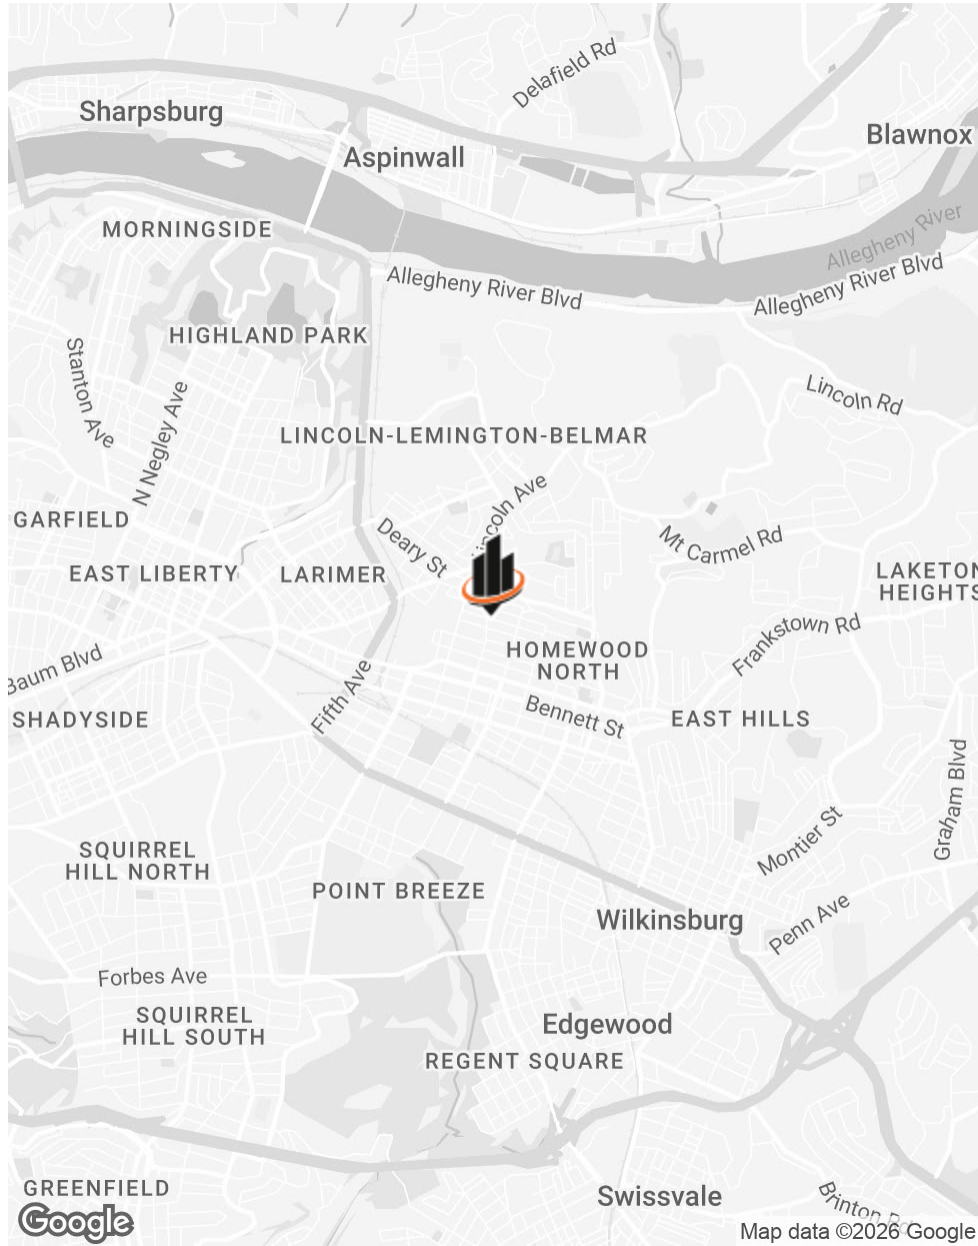 Delafield Rd
Sharpsburg
Blawnox
Aspinwall
MORNINGSIDE
Allegheny River
Allegheny River Blvd
Allegheny River Blvd
HIGHLAND PARK
Stanton Ave
N Negley Ave
Lincoln Rd
LINCOLN-LEMINGTON-BELMAR
Lincoln Ave
GARFIELD
Deary St
Mt Carmel Rd
EAST LIBERTY
LARIMER
LAKETON
HEIGHTS
Frankstown Rd
HOMEWOOD
NORTH
Baum Blvd
Fifth Ave
SHADYSIDE
Bennett St
EAST HILLS
Graham Blvd
Montier St
SQUIRREL
HILL NORTH
POINT BREEZE
Wilkinsburg
Penn Ave
Forbes Ave
SQUIRREL
HILL SOUTH
Edgewood
REGENT SQUARE
GREENFIELD
Swissvale
Brinton Rd
Google
Map data ©2026 Google